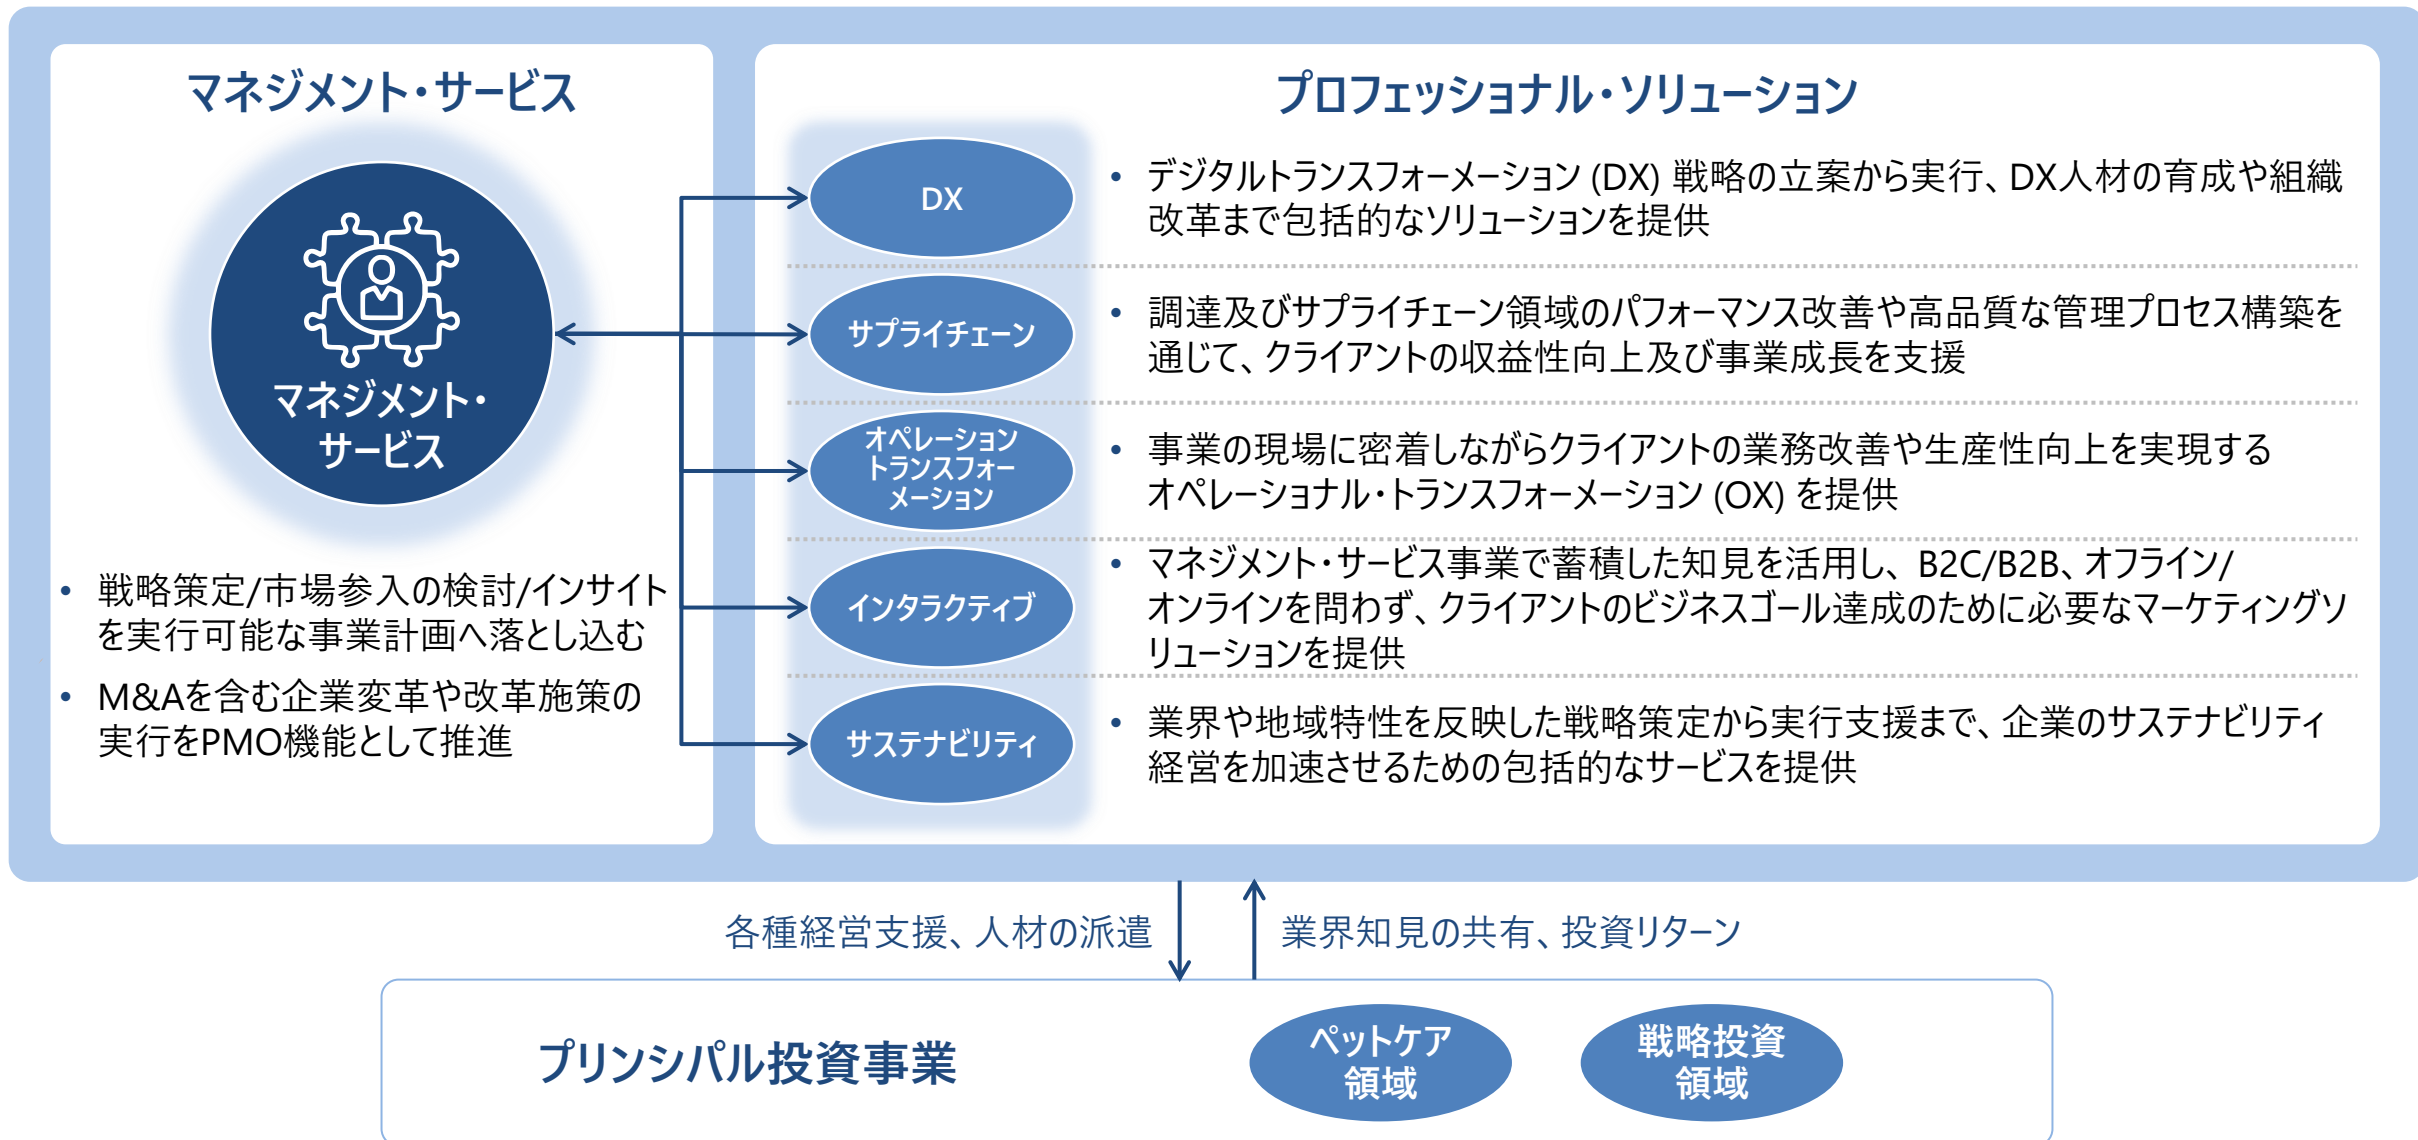 マネジメント・サービス
マネジメント・
サービス
• 戦略策定/市場参入の検討/インサイト
を実行可能な事業計画へ落とし込む
• M&Aを含む企業変革や改革施策の
実行をPMO機能として推進
プロフェッショナル・ソリューション
DX
• デジタルトランスフォーメーション (DX) 戦略の立案から実行、DX人材の育成や組織
改革まで包括的なソリューションを提供
サプライチェーン
• 調達及びサプライチェーン領域のパフォーマンス改善や高品質な管理プロセス構築を
通じて、クライアントの収益性向上及び事業成長を支援
オペレーション
トランスフォー
メーション
• 事業の現場に密着しながらクライアントの業務改善や生産性向上を実現する
オペレーショナル・トランスフォーメーション (OX) を提供
インタラクティブ
• マネジメント・サービス事業で蓄積した知見を活用し、B2C/B2B、オフライン/
オンラインを問わず、クライアントのビジネスゴール達成のために必要なマーケティングソ
リューションを提供
サステナビリティ
• 業界や地域特性を反映した戦略策定から実行支援まで、企業のサステナビリティ
経営を加速させるための包括的なサービスを提供
各種経営支援、人材の派遣
業界知見の共有、投資リターン
プリンシパル投資事業
ペットケア
領域
戦略投資
領域